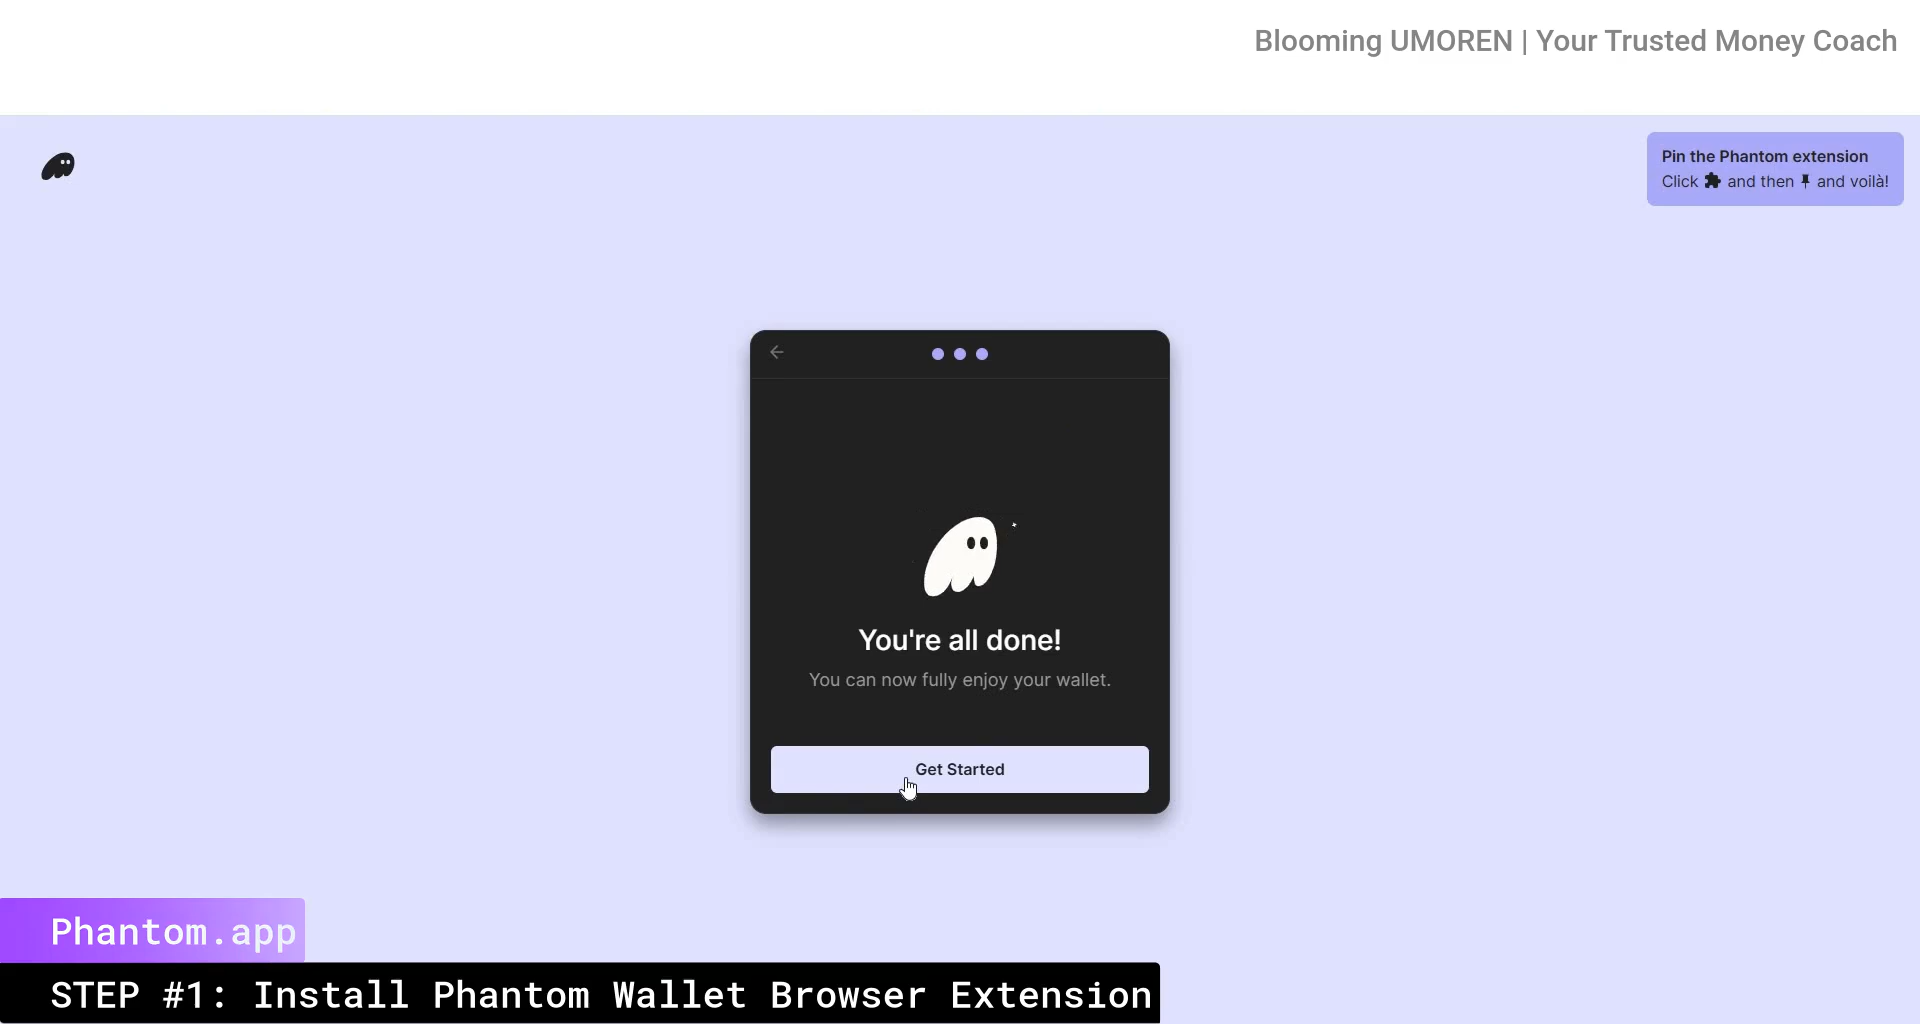 Blooming UMOREN | Your Trusted Money Coach
Pin the Phantom extension
Click and then and voilà!
You're all done!
You can now fully enjoy your wallet.
Get Started
Phantom.app
STEP #1: Install Phantom Wallet Browser Extension